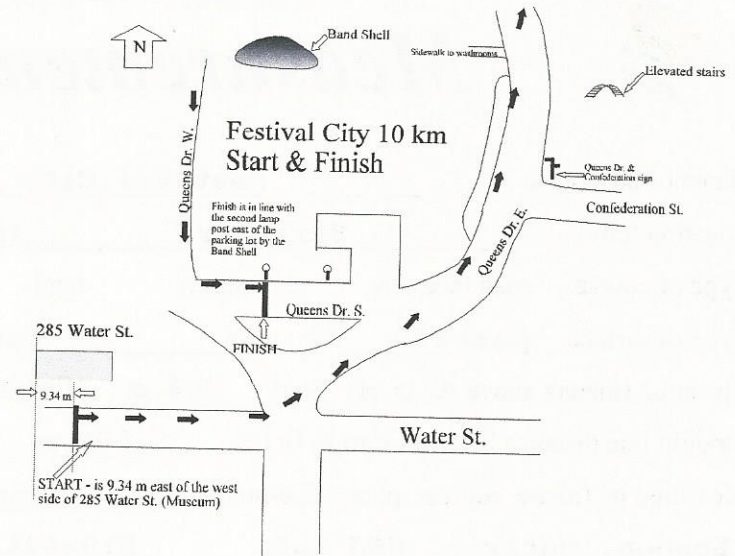 Band Shell
N
Sidewalk to washrooms
Elevated stairs
Festival City 10 km
Start & Finish
Queens Dr. W.
Queens Dr. &
Confederation sign
Confederation St.
Finish is in line with
the second lamp
post east of the
parking lot by the
Band Shell
Queens Dr. E.
Queens Dr. S.
285 Water St.
FINISH
9.34 m
Water St.
START - is 9.34 m east of the west
side of 285 Water St. (Museum)